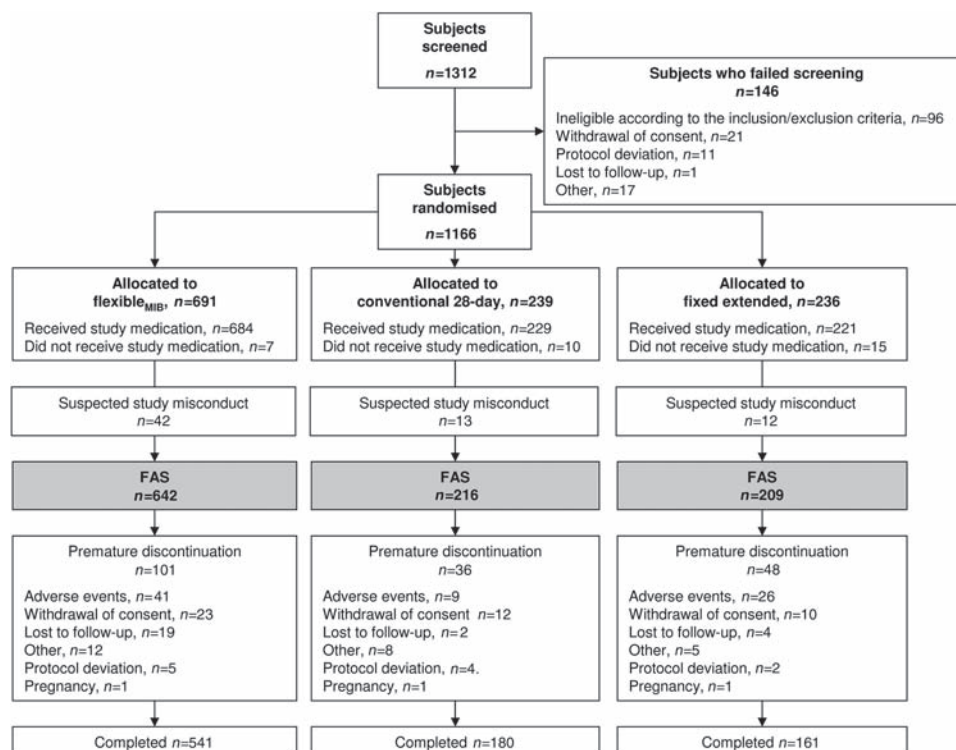 Subjects
screened
n=1312
Subjects who failed screening
n=146
Ineligible according to the inclusion/exclusion criteria, n=96
Withdrawal of consent, n=21
Protocol deviation, n=11
Lost to follow-up, n=1
Other, n=17
Subjects
randomised
n=1166
Allocated to
flexibleMIB, n=691
Received study medication, n=684
Did not receive study medication, n=7
Allocated to
conventional 28-day, n=239
Received study medication, n=229
Did not receive study medication, n=10
Allocated to
fixed extended, n=236
Received study medication, n=221
Did not receive study medication, n=15
Suspected study misconduct
n=42
Suspected study misconduct
n=13
Suspected study misconduct
n=12
FAS
n=642
FAS
n=216
FAS
n=209
Premature discontinuation
n=101
Adverse events, n=41
Withdrawal of consent, n=23
Lost to follow-up, n=19
Other, n=12
Protocol deviation, n=5
Pregnancy, n=1
Premature discontinuation
n=36
Adverse events, n=9
Withdrawal of consent n=12
Lost to follow-up, n=2
Other, n=8
Protocol deviation, n=4.
Pregnancy, n=1
Premature discontinuation
n=48
Adverse events, n=26
Withdrawal of consent, n=10
Lost to follow-up, n=4
Other, n=5
Protocol deviation, n=2
Pregnancy, n=1
Completed n=541
Completed n=180
Completed n=161